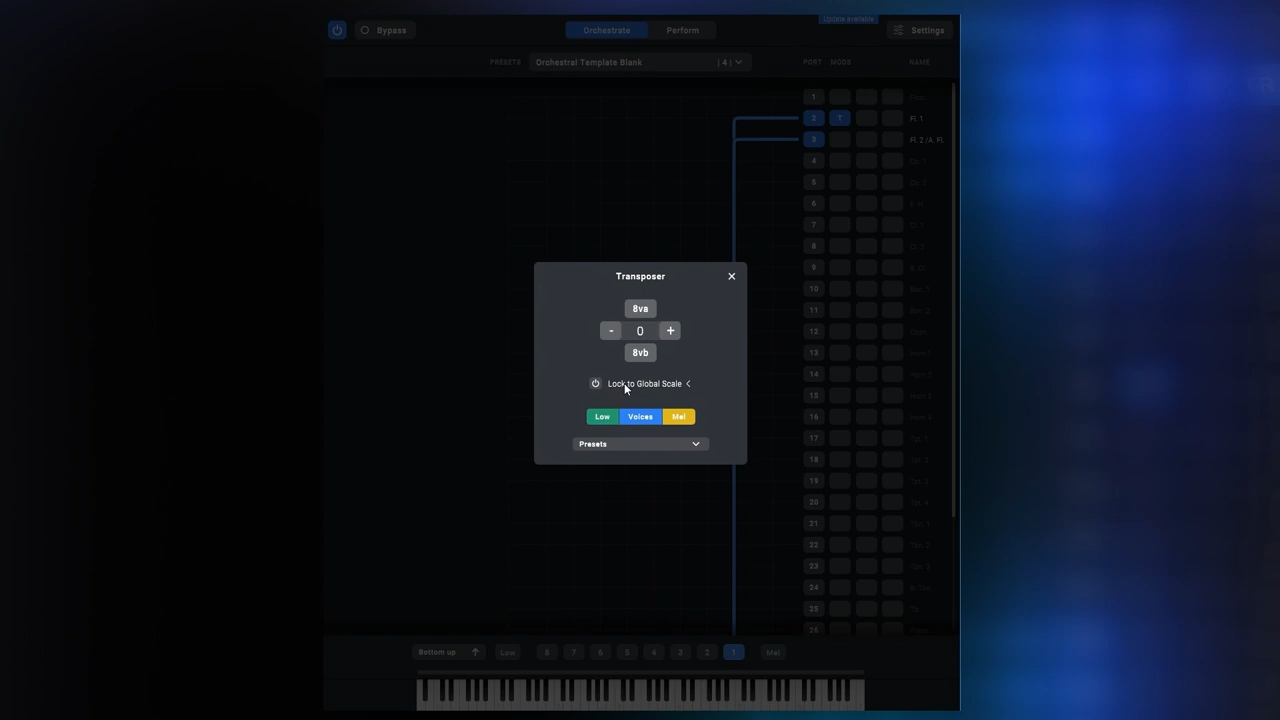 Update available
Bypass
Orchestrate
Perform
Settings
PRESETS
Orchestral Template Blank
| 4 |
PORT
MODS
NAME
1
2 T Fl. 1
3 Fl. 2 /A. Fl.
4
5
6
7
8
9
10
11
12
13
14
15
16
17
18
19
20
21
22
23
24
25
26
Transposer
8va
- 0 +
8vb
Lock to Global Scale
Low Voices Mel
Presets
Bottom up
Low 8 7 6 5 4 3 2 1 Mel